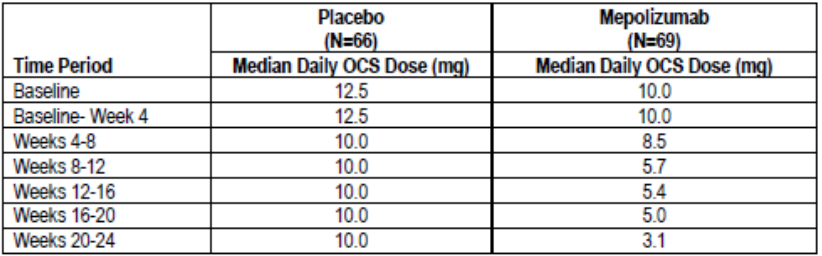 Placebo Mepolizumab
(N=66) (N=69)
Time Period Median Daily OCS Dose (mg) Median Daily OCS Dose (mg)
Baseline 12.5 10.0
Baseline- Week 4 12.5 10.0
Weeks 4-8 10.0 8.5
Weeks 8-12 10.0 5.7
Weeks 12-16 10.0 5.4
Weeks 16-20 10.0 5.0
Weeks 20-24 10.0 3.1